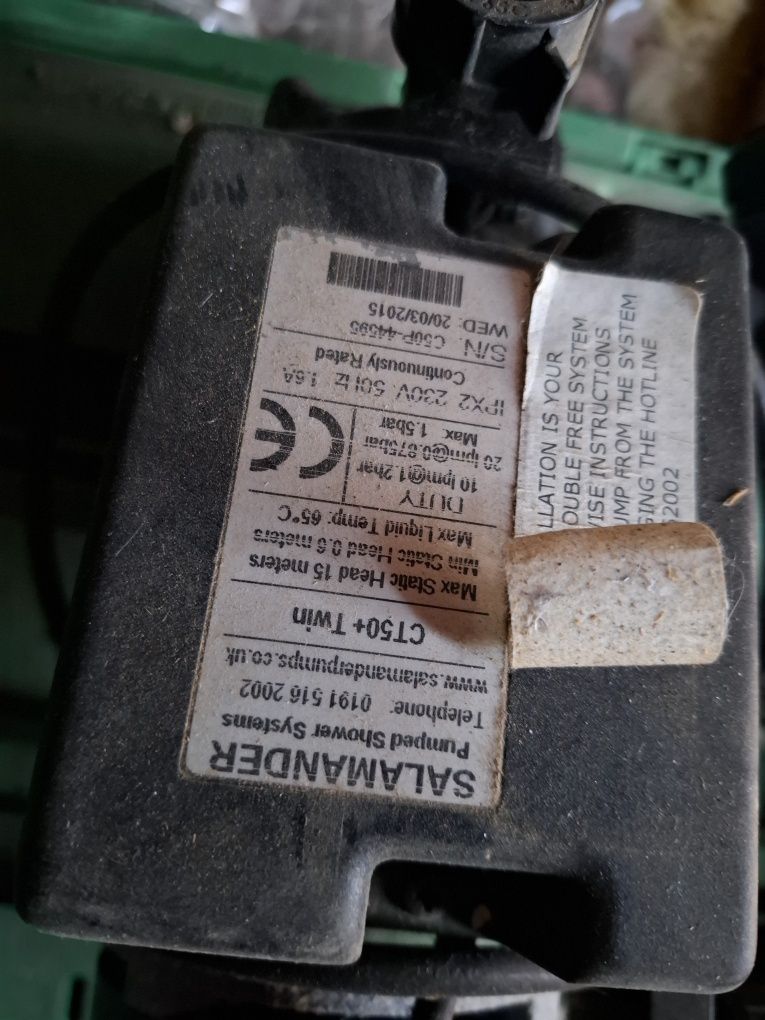 SALAMANDER
Pumped Shower Systems
Telephone: 0191 516 2002
www.salamanderpumps.co.uk
CT50+ Twin
Max Static Head 15 meters
Min Static Head 0.6 meters
Max Liquid Temp: 65°C
DUTY
10 lpm@1.2bar
20 lpm@0.875bar
Max 1.5bar
CE
IPX2 230V 50Hz 1.6A
Continuously Rated
S/N: C50P-44595
WED: 20/03/2015
LLATION IS YOUR
OUBLE FREE SYSTEM
WISE INSTRUCTIONS
UMP FROM THE SYSTEM
SING THE HOTLINE
2002